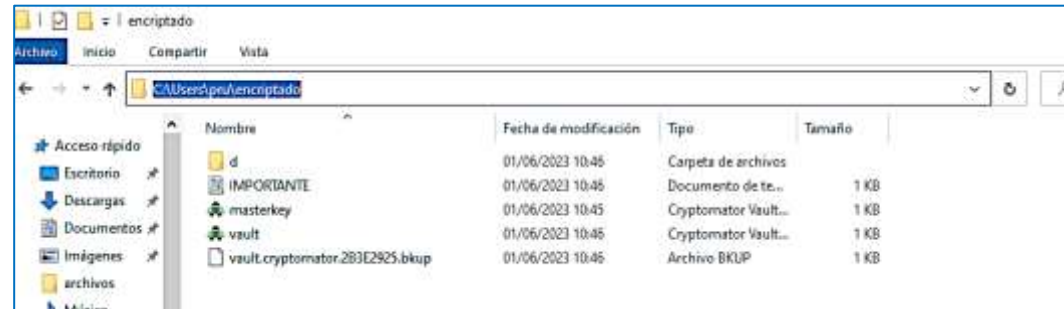 encriptado
Archivo Inicio Compartir Vista
C:\Users\pru\encriptado
Nombre Fecha de modificación Tipo Tamaño
Acceso rápido
d 01/06/2023 10:46 Carpeta de archivos
Escritorio
IMPORTANTE 01/06/2023 10:46 Documento de te... 1 KB
Descargas
masterkey 01/06/2023 10:45 Cryptomator Vault... 1 KB
Documentos
vault 01/06/2023 10:46 Cryptomator Vault... 1 KB
Imágenes
vault.cryptomator.2B3E2925.bkup 01/06/2023 10:46 Archivo BKUP 1 KB
archivos
Música